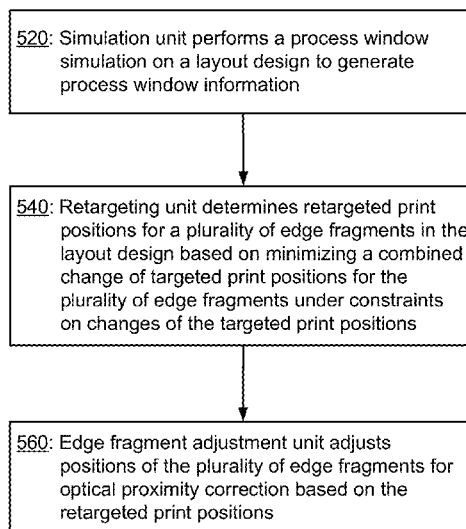 520: Simulation unit performs a process window
simulation on a layout design to generate
process window information
540: Retargeting unit determines retargeted print
positions for a plurality of edge fragments in the
layout design based on minimizing a combined
change of targeted print positions for the
plurality of edge fragments under constraints
on changes of the targeted print positions
560: Edge fragment adjustment unit adjusts
positions of the plurality of edge fragments for
optical proximity correction based on the
retargeted print positions